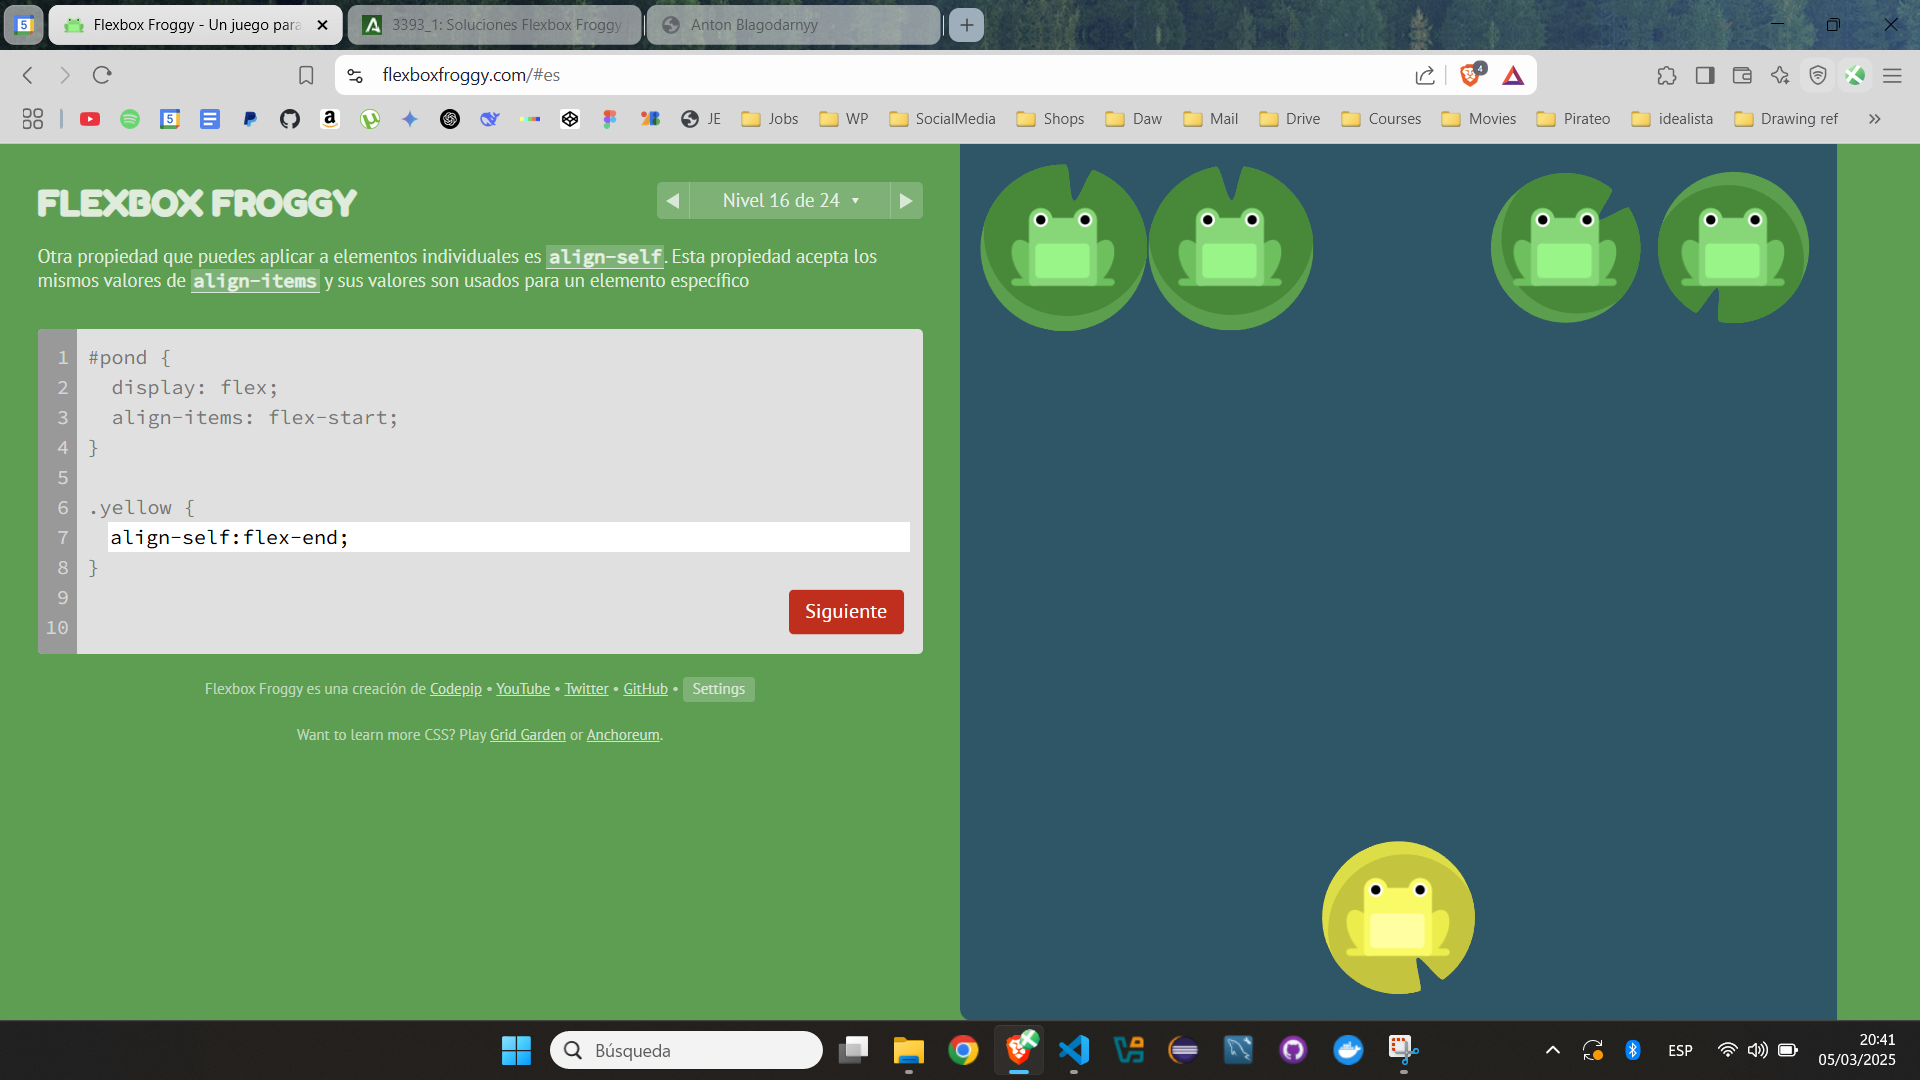 5
Flexbox Froggy - Un juego para
3393_1: Soluciones Flexbox Froggy
Anton Blagodarnyy
flexboxfroggy.com/#es
4
5
JE
Jobs
WP
SocialMedia
Shops
Daw
Mail
Drive
Courses
Movies
Pirateo
idealista
Drawing ref
FLEXBOX FROGGY
Nivel 16 de 24
Otra propiedad que puedes aplicar a elementos individuales es align-self. Esta propiedad acepta los
mismos valores de align-items y sus valores son usados para un elemento específico
1 #pond {
2 display: flex;
3 align-items: flex-start;
4 }
5
6 .yellow {
7 align-self:flex-end;
8 }
9
10
Siguiente
Flexbox Froggy es una creación de Codepip • YouTube • Twitter • GitHub • Settings
Want to learn more CSS? Play Grid Garden or Anchoreum.
Búsqueda
ESP
20:41
05/03/2025